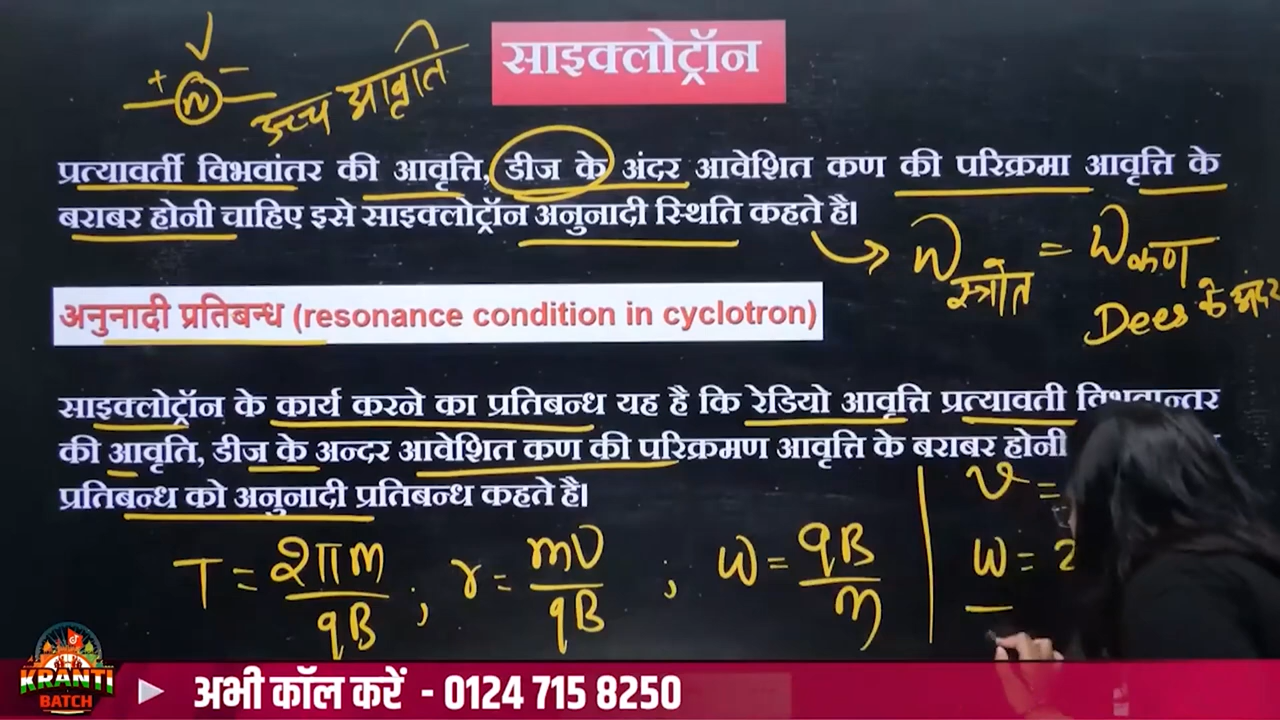 साइक्लोट्रॉन
+ ~ −
उच्च आवृति
प्रत्यावर्ती विभवांतर की आवृत्ति, डीज के अंदर आवेशित कण की परिक्रमा आवृत्ति के
बराबर होनी चाहिए इसे साइक्लोट्रॉन अनुनादी स्थिति कहते है।
W स्त्रोत = W कण
Dees के अंदर
अनुनादी प्रतिबन्ध (resonance condition in cyclotron)
साइक्लोट्रॉन के कार्य करने का प्रतिबन्ध यह है कि रेडियो आवृत्ति प्रत्यावती विभवान्तर
की आवृति, डीज के अन्दर आवेशित कण की परिक्रमण आवृत्ति के बराबर होनी
प्रतिबन्ध को अनुनादी प्रतिबन्ध कहते है।
T = 2πm/qB ; r = mv/qB ; W = qB/m
ν =
W = 2
KRANTI
BATCH
अभी कॉल करें - 0124 715 8250